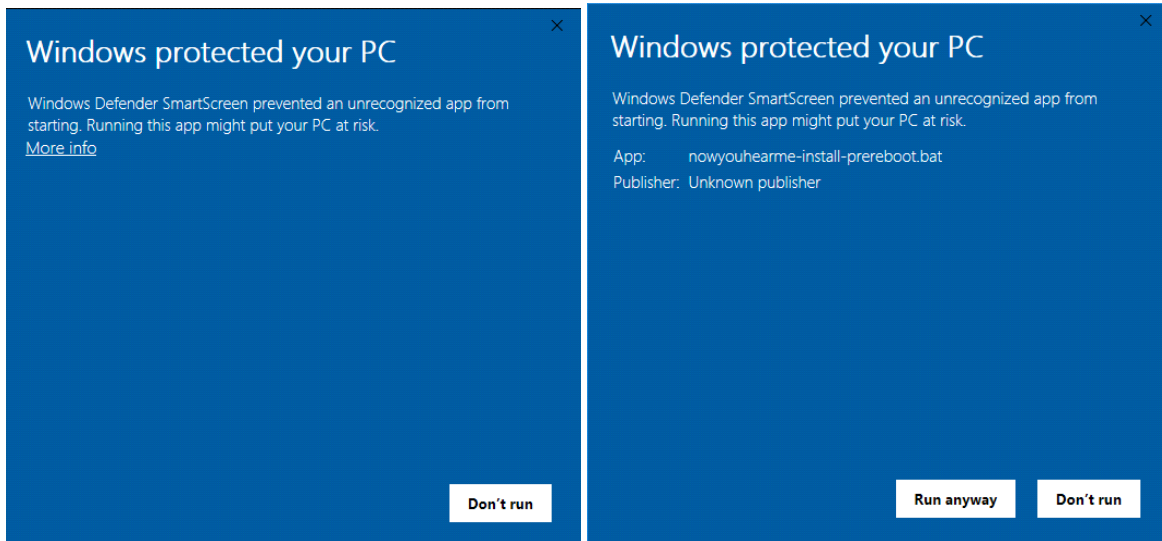 Windows protected your PC
Windows Defender SmartScreen prevented an unrecognized app from
starting. Running this app might put your PC at risk.
More info
Don't run
Windows protected your PC
Windows Defender SmartScreen prevented an unrecognized app from
starting. Running this app might put your PC at risk.
App: nowyouhearme-install-prereboot.bat
Publisher: Unknown publisher
Run anyway Don't run